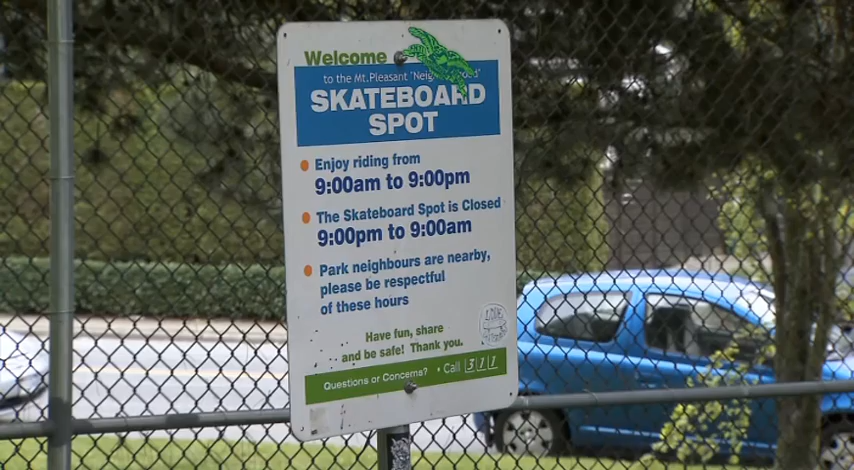 Welcome
to the Mt.Pleasant
SKATEBOARD
SPOT
Enjoy riding from
9:00am to 9:00pm
The Skateboard Spot is Closed
9:00pm to 9:00am
Park neighbours are nearby,
please be respectful
of these hours
Have fun, share
and be safe! Thank you.
Questions or Concerns? • Call 311